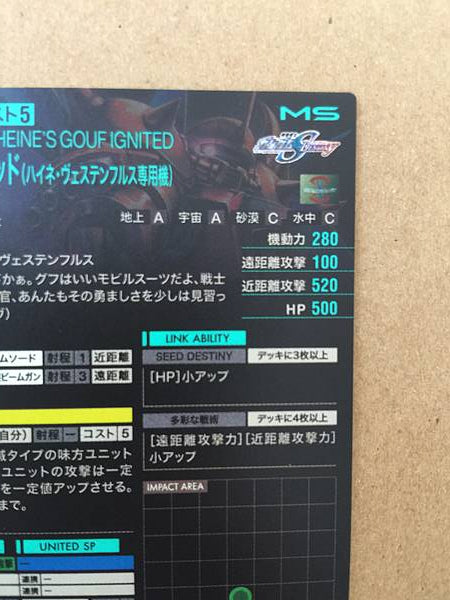 スト5
MS
HEINE'S GOUF IGNITED
ッド(ハイネ・ヴェステンフルス専用機)
地上 A 宇宙 A 砂漠 C 水中 C
機動力 280
遠距離攻撃 100
近距離攻撃 520
HP 500
ヴェステンフルス
かぁ。グフはいいモビルスーツだよ、戦士
官、あんたもその勇ましさを少しは見習っ
LINK ABILITY
SEED DESTINY デッキに3枚以上
[HP]小アップ
多彩な戦術 デッキに4枚以上
[遠距離攻撃力][近距離攻撃力]
小アップ
ムソード 射程 1 近距離
ビームガン 射程 3 遠距離
自分) 射程 ー コスト 5
滅タイプの味方ユニット
ユニットの攻撃は一定
を一定値アップさせる。
まで。
IMPACT AREA
UNITED SP
連携 ー
連携 ー